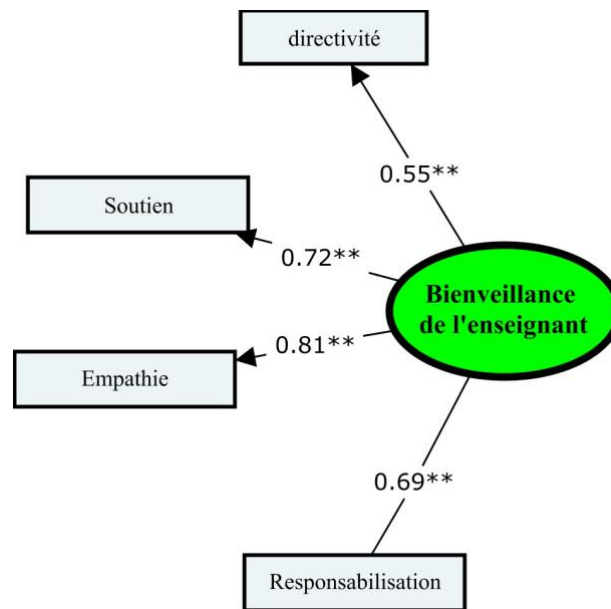 directivité
0.55**
Soutien
0.72**
Bienveillance
de l'enseignant
0.81**
Empathie
0.69**
Responsabilisation